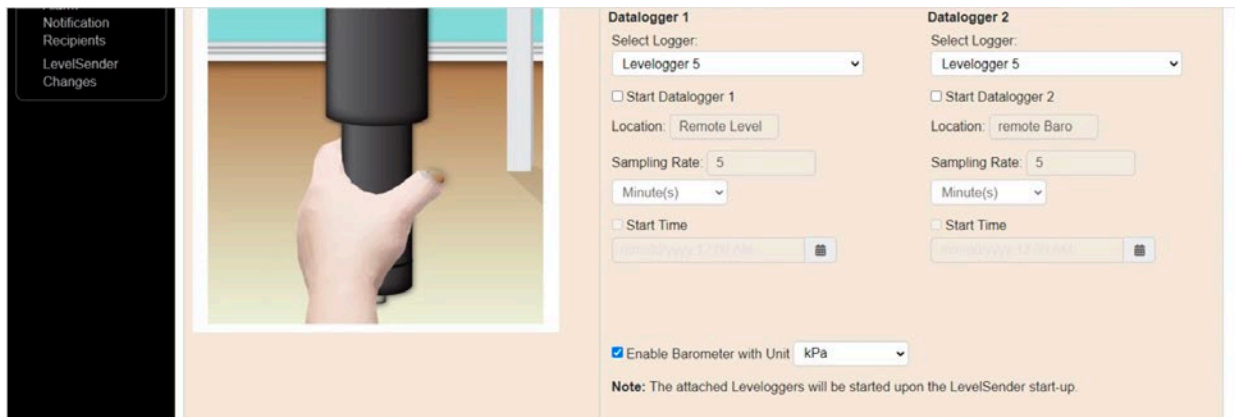 Notification
Recipients
LevelSender
Changes
Datalogger 1
Select Logger:
Levelogger 5
Start Datalogger 1
Location: Remote Level
Sampling Rate: 5
Minute(s)
Start Time
Datalogger 2
Select Logger:
Levelogger 5
Start Datalogger 2
Location: remote Baro
Sampling Rate: 5
Minute(s)
Start Time
Enable Barometer with Unit kPa
Note: The attached Leveloggers will be started upon the LevelSender start-up.